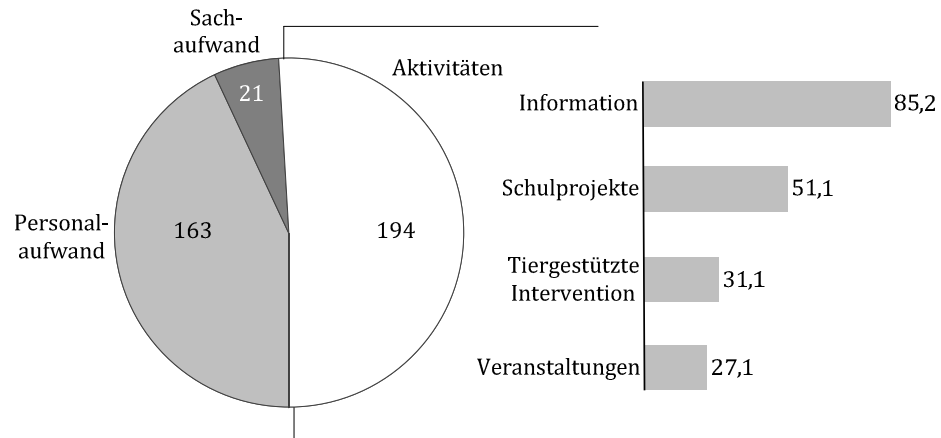 Sach-
aufwand
21
Aktivitäten
Personal-
aufwand
163
194
Information
85,2
Schulprojekte
51,1
Tiergestützte
Intervention
31,1
Veranstaltungen
27,1